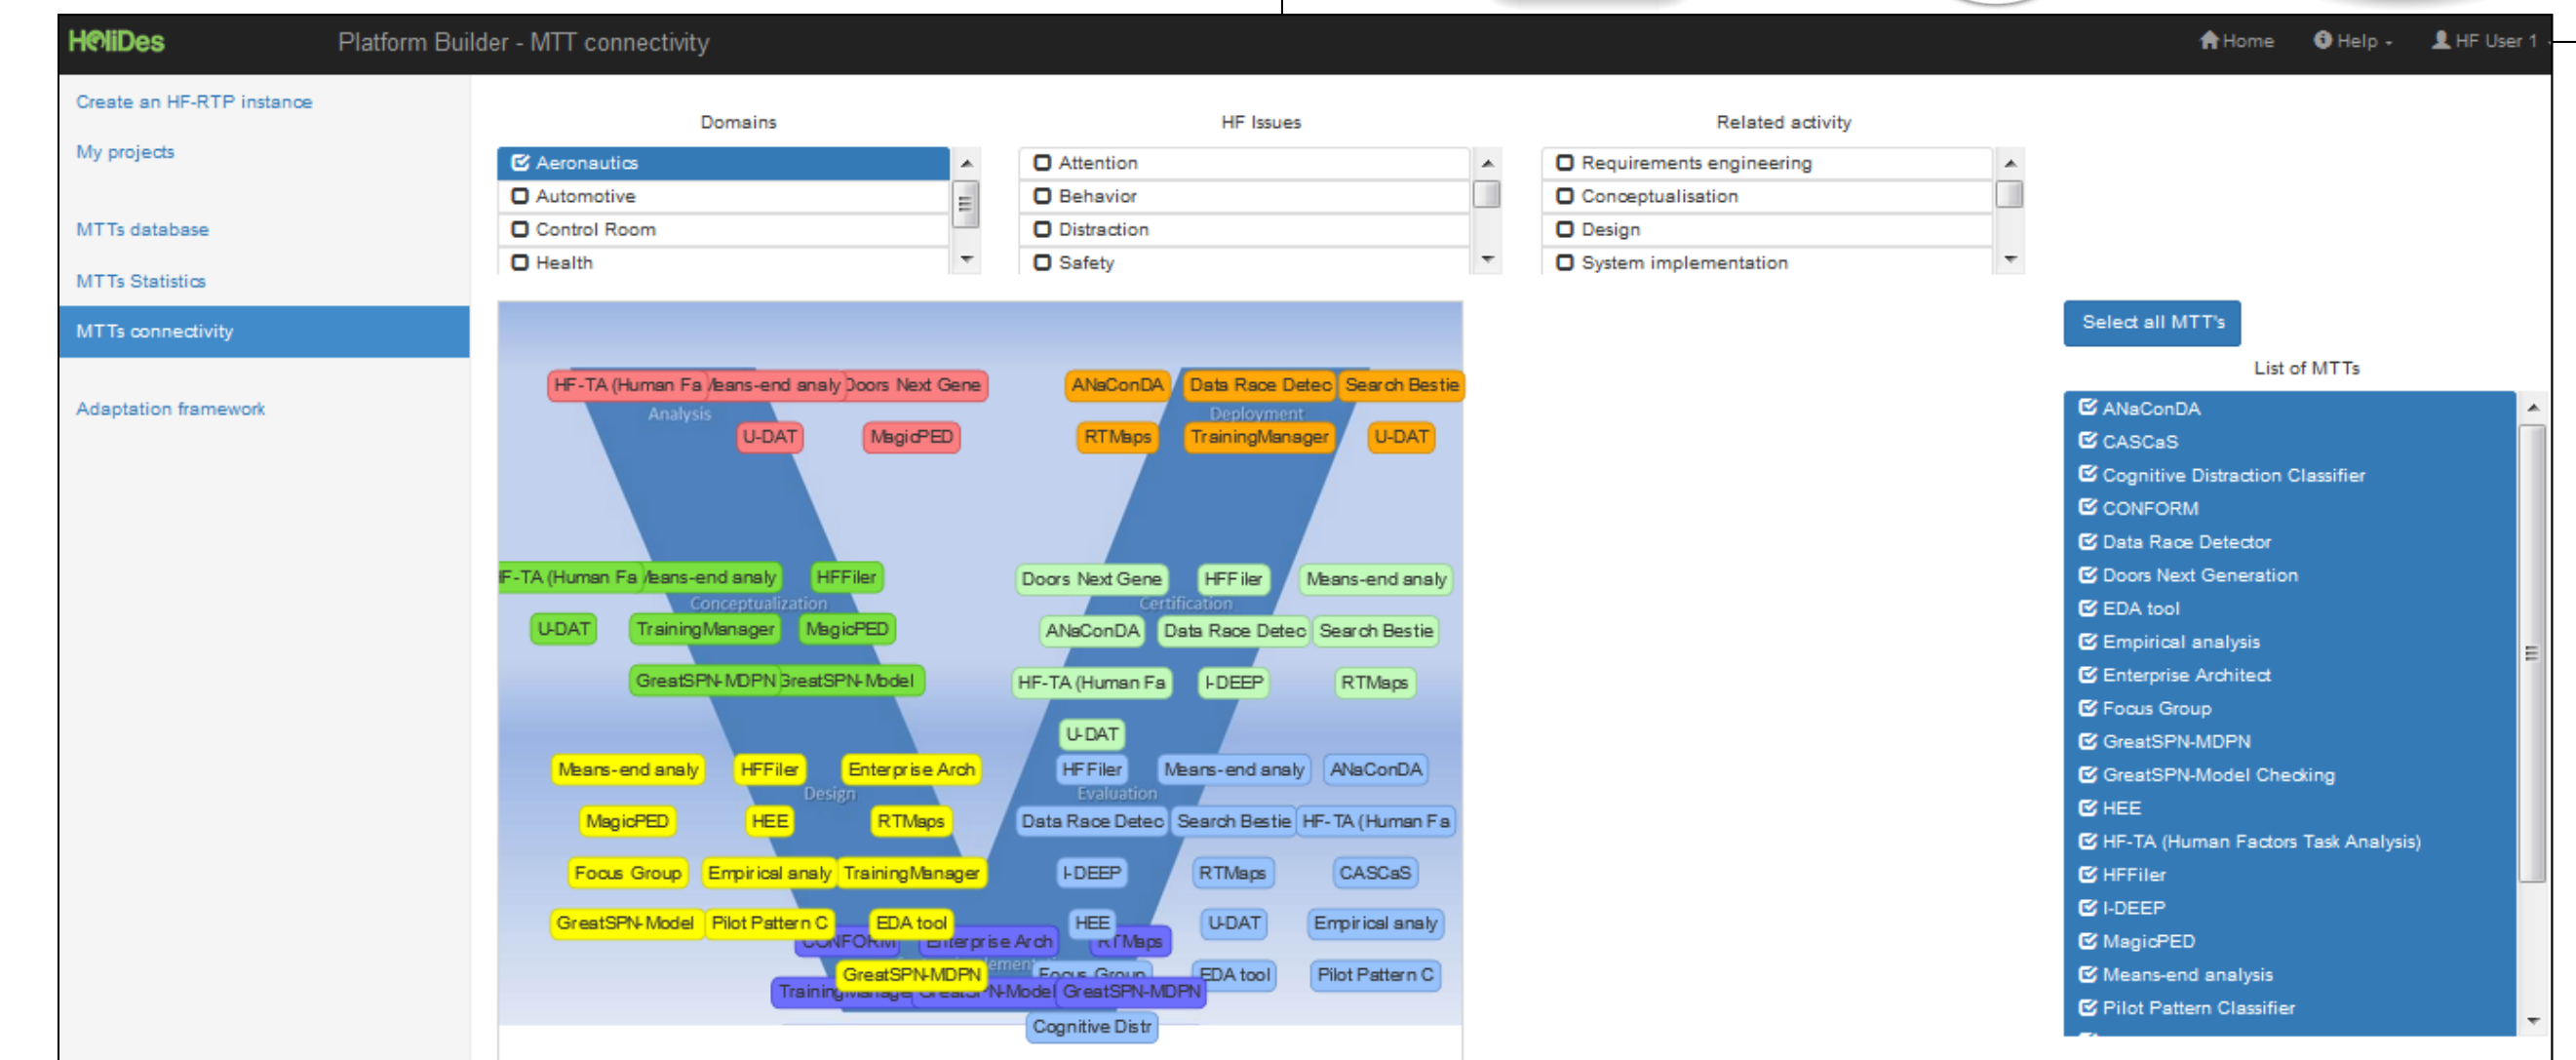 HoliDes Platform Builder - MTT connectivity Home Help HF User 1
Create an HF-RTP instance
My projects
MTTs database
MTTs Statistics
MTTs connectivity
Adaptation framework
Domains
Aeronautics
Automotive
Control Room
Health
HF Issues
Attention
Behavior
Distraction
Safety
Related activity
Requirements engineering
Conceptualisation
Design
System implementation
HF-TA (Human Fa Means-end analy Doors Next Gene
Analysis
U-DAT MagicPED
ANaConDA Data Race Detec Search Bestie
Deployment
RTMaps TrainingManager U-DAT
HF-TA (Human Fa Means-end analy HFFiler
Conceptualization
U-DAT TrainingManager MagicPED
GreatSPN-MDPN GreatSPN-Model
Doors Next Gene HFFiler Means-end analy
Certification
ANaConDA Data Race Detec Search Bestie
HF-TA (Human Fa I-DEEP RTMaps
U-DAT
Means-end analy HFFiler Enterprise Arch
Design
MagicPED HEE RTMaps
Focus Group Empirical analy TrainingManager
GreatSPN-Model Pilot Pattern C EDA tool
GreatSPN-MDPN
HFFiler Means-end analy ANaConDA
Evaluation
Data Race Detec Search Bestie HF-TA (Human Fa
I-DEEP RTMaps CASCaS
HEE U-DAT Empirical analy
Focus Group EDA tool Pilot Pattern C
Cognitive Distr
CONFORM Enterprise Arch RTMaps
TrainingManage GreatSPN-Model GreatSPN-MDPN
Select all MTT's
List of MTTs
ANaConDA
CASCaS
Cognitive Distraction Classifier
CONFORM
Data Race Detector
Doors Next Generation
EDA tool
Empirical analysis
Enterprise Architect
Focus Group
GreatSPN-MDPN
GreatSPN-Model Checking
HEE
HF-TA (Human Factors Task Analysis)
HFFiler
I-DEEP
MagicPED
Means-end analysis
Pilot Pattern Classifier